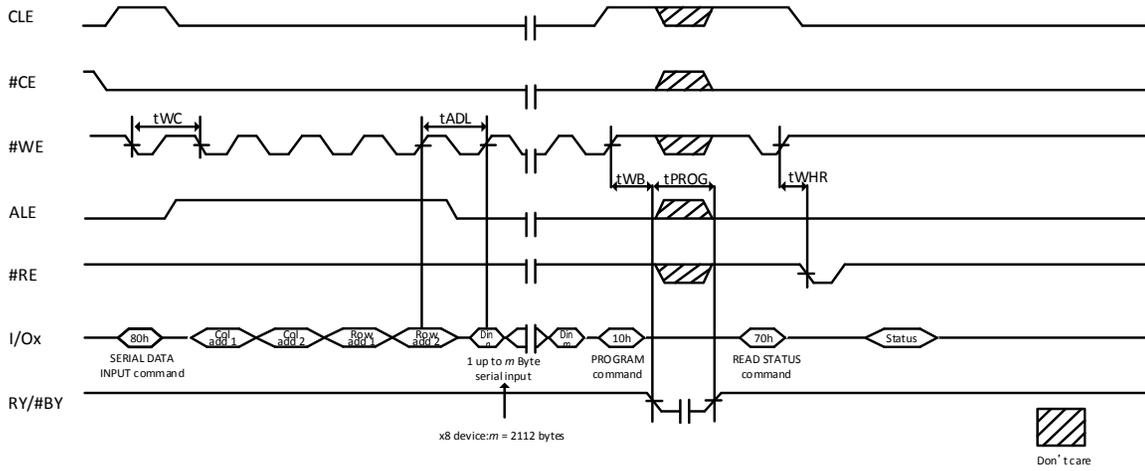 CLE
#CE
tWC
tADL
#WE
tWB
tPROG
tWHR
ALE
#RE
I/Ox
80h
Col
add 1
Col
add 2
Row
add 1
Row
add 2
Din
n
Din
m
10h
70h
Status
SERIAL DATA
INPUT command
1 up to m Byte
serial input
PROGRAM
command
READ STATUS
command
RY/#BY
x8 device:m = 2112 bytes
Don't care